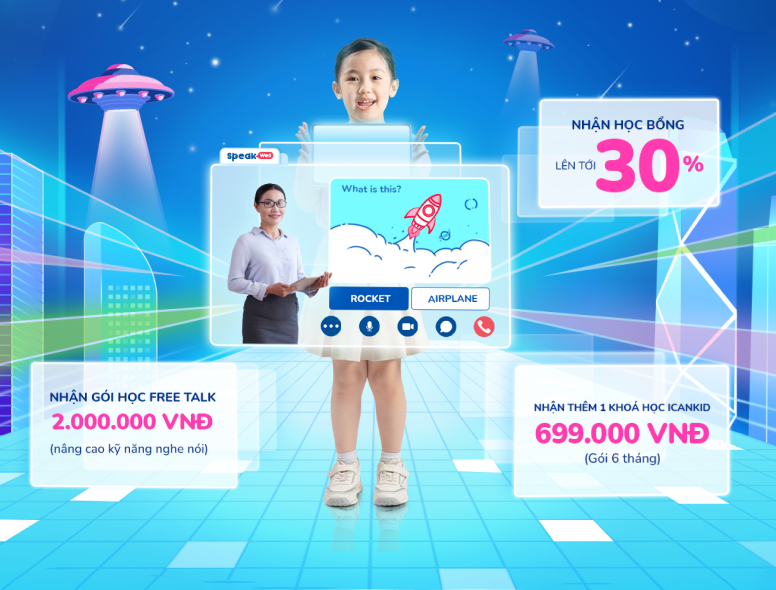 NHẬN HỌC BỔNG
LÊN TỚI 30%
speak well
What is this?
ROCKET
AIRPLANE
NHẬN GÓI HỌC FREE TALK
2.000.000 VNĐ
(nâng cao kỹ năng nghe nói)
NHẬN THÊM 1 KHOÁ HỌC ICANKID
699.000 VNĐ
(Gói 6 tháng)